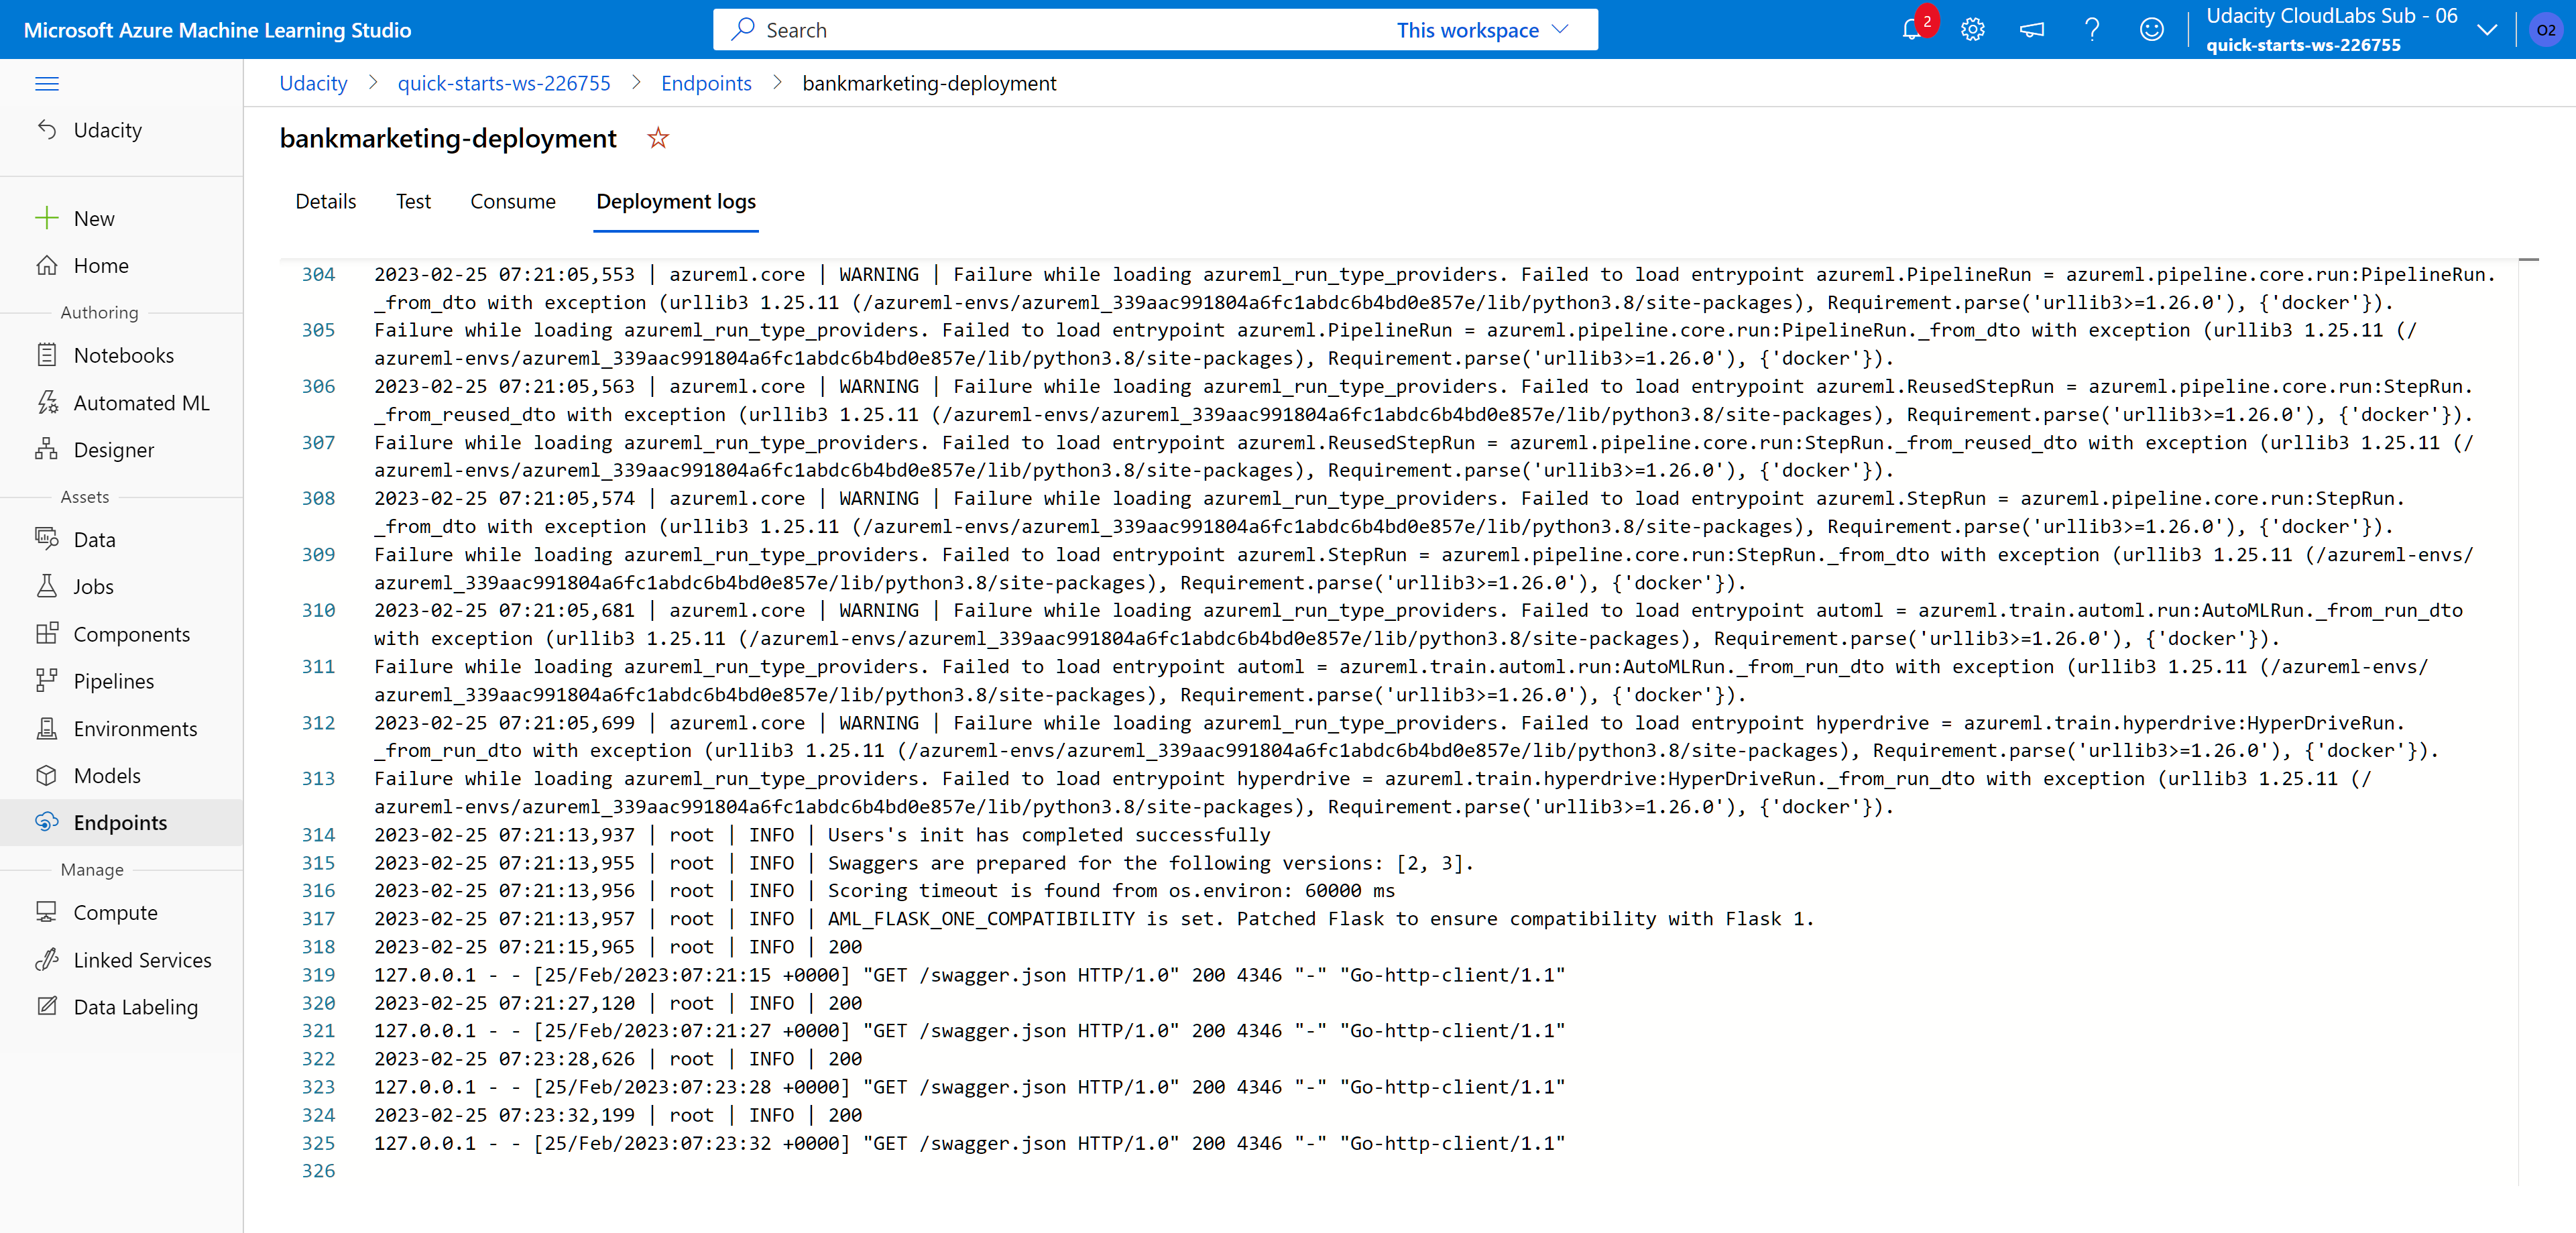 Microsoft Azure Machine Learning Studio
Search
This workspace
2
Udacity CloudLabs Sub - 06
quick-starts-ws-226755
O2
Udacity
New
Home
Authoring
Notebooks
Automated ML
Designer
Assets
Data
Jobs
Components
Pipelines
Environments
Models
Endpoints
Manage
Compute
Linked Services
Data Labeling
Udacity > quick-starts-ws-226755 > Endpoints > bankmarketing-deployment
bankmarketing-deployment
Details Test Consume Deployment logs
304 2023-02-25 07:21:05,553 | azureml.core | WARNING | Failure while loading azureml_run_type_providers. Failed to load entrypoint azureml.PipelineRun = azureml.pipeline.core.run:PipelineRun.
_from_dto with exception (urllib3 1.25.11 (/azureml-envs/azureml_339aac991804a6fc1abdc6b4bd0e857e/lib/python3.8/site-packages), Requirement.parse('urllib3>=1.26.0'), {'docker'}).
305 Failure while loading azureml_run_type_providers. Failed to load entrypoint azureml.PipelineRun = azureml.pipeline.core.run:PipelineRun._from_dto with exception (urllib3 1.25.11 (/
azureml-envs/azureml_339aac991804a6fc1abdc6b4bd0e857e/lib/python3.8/site-packages), Requirement.parse('urllib3>=1.26.0'), {'docker'}).
306 2023-02-25 07:21:05,563 | azureml.core | WARNING | Failure while loading azureml_run_type_providers. Failed to load entrypoint azureml.ReusedStepRun = azureml.pipeline.core.run:StepRun.
_from_reused_dto with exception (urllib3 1.25.11 (/azureml-envs/azureml_339aac991804a6fc1abdc6b4bd0e857e/lib/python3.8/site-packages), Requirement.parse('urllib3>=1.26.0'), {'docker'}).
307 Failure while loading azureml_run_type_providers. Failed to load entrypoint azureml.ReusedStepRun = azureml.pipeline.core.run:StepRun._from_reused_dto with exception (urllib3 1.25.11 (/
azureml-envs/azureml_339aac991804a6fc1abdc6b4bd0e857e/lib/python3.8/site-packages), Requirement.parse('urllib3>=1.26.0'), {'docker'}).
308 2023-02-25 07:21:05,574 | azureml.core | WARNING | Failure while loading azureml_run_type_providers. Failed to load entrypoint azureml.StepRun = azureml.pipeline.core.run:StepRun.
_from_dto with exception (urllib3 1.25.11 (/azureml-envs/azureml_339aac991804a6fc1abdc6b4bd0e857e/lib/python3.8/site-packages), Requirement.parse('urllib3>=1.26.0'), {'docker'}).
309 Failure while loading azureml_run_type_providers. Failed to load entrypoint azureml.StepRun = azureml.pipeline.core.run:StepRun._from_dto with exception (urllib3 1.25.11 (/azureml-envs/
azureml_339aac991804a6fc1abdc6b4bd0e857e/lib/python3.8/site-packages), Requirement.parse('urllib3>=1.26.0'), {'docker'}).
310 2023-02-25 07:21:05,681 | azureml.core | WARNING | Failure while loading azureml_run_type_providers. Failed to load entrypoint automl = azureml.train.automl.run:AutoMLRun._from_run_dto
with exception (urllib3 1.25.11 (/azureml-envs/azureml_339aac991804a6fc1abdc6b4bd0e857e/lib/python3.8/site-packages), Requirement.parse('urllib3>=1.26.0'), {'docker'}).
311 Failure while loading azureml_run_type_providers. Failed to load entrypoint automl = azureml.train.automl.run:AutoMLRun._from_run_dto with exception (urllib3 1.25.11 (/azureml-envs/
azureml_339aac991804a6fc1abdc6b4bd0e857e/lib/python3.8/site-packages), Requirement.parse('urllib3>=1.26.0'), {'docker'}).
312 2023-02-25 07:21:05,699 | azureml.core | WARNING | Failure while loading azureml_run_type_providers. Failed to load entrypoint hyperdrive = azureml.train.hyperdrive:HyperDriveRun.
_from_run_dto with exception (urllib3 1.25.11 (/azureml-envs/azureml_339aac991804a6fc1abdc6b4bd0e857e/lib/python3.8/site-packages), Requirement.parse('urllib3>=1.26.0'), {'docker'}).
313 Failure while loading azureml_run_type_providers. Failed to load entrypoint hyperdrive = azureml.train.hyperdrive:HyperDriveRun._from_run_dto with exception (urllib3 1.25.11 (/
azureml-envs/azureml_339aac991804a6fc1abdc6b4bd0e857e/lib/python3.8/site-packages), Requirement.parse('urllib3>=1.26.0'), {'docker'}).
314 2023-02-25 07:21:13,937 | root | INFO | Users's init has completed successfully
315 2023-02-25 07:21:13,955 | root | INFO | Swaggers are prepared for the following versions: [2, 3].
316 2023-02-25 07:21:13,956 | root | INFO | Scoring timeout is found from os.environ: 60000 ms
317 2023-02-25 07:21:13,957 | root | INFO | AML_FLASK_ONE_COMPATIBILITY is set. Patched Flask to ensure compatibility with Flask 1.
318 2023-02-25 07:21:15,965 | root | INFO | 200
319 127.0.0.1 - - [25/Feb/2023:07:21:15 +0000] "GET /swagger.json HTTP/1.0" 200 4346 "-" "Go-http-client/1.1"
320 2023-02-25 07:21:27,120 | root | INFO | 200
321 127.0.0.1 - - [25/Feb/2023:07:21:27 +0000] "GET /swagger.json HTTP/1.0" 200 4346 "-" "Go-http-client/1.1"
322 2023-02-25 07:23:28,626 | root | INFO | 200
323 127.0.0.1 - - [25/Feb/2023:07:23:28 +0000] "GET /swagger.json HTTP/1.0" 200 4346 "-" "Go-http-client/1.1"
324 2023-02-25 07:23:32,199 | root | INFO | 200
325 127.0.0.1 - - [25/Feb/2023:07:23:32 +0000] "GET /swagger.json HTTP/1.0" 200 4346 "-" "Go-http-client/1.1"
326